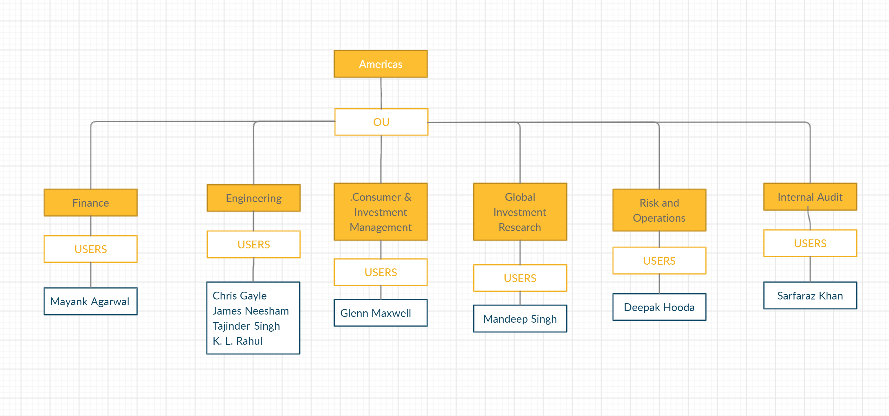 Americas
OU
Finance
USERS
Mayank Agarwal
Engineering
USERS
Chris Gayle
James Neesham
Tajinder Singh
K. L. Rahul
.Consumer &
Investment
Management
USERS
Glenn Maxwell
Global
Investment
Research
USERS
Mandeep Singh
Risk and
Operations
USERS
Deepak Hooda
Internal Audit
USERS
Sarfaraz Khan